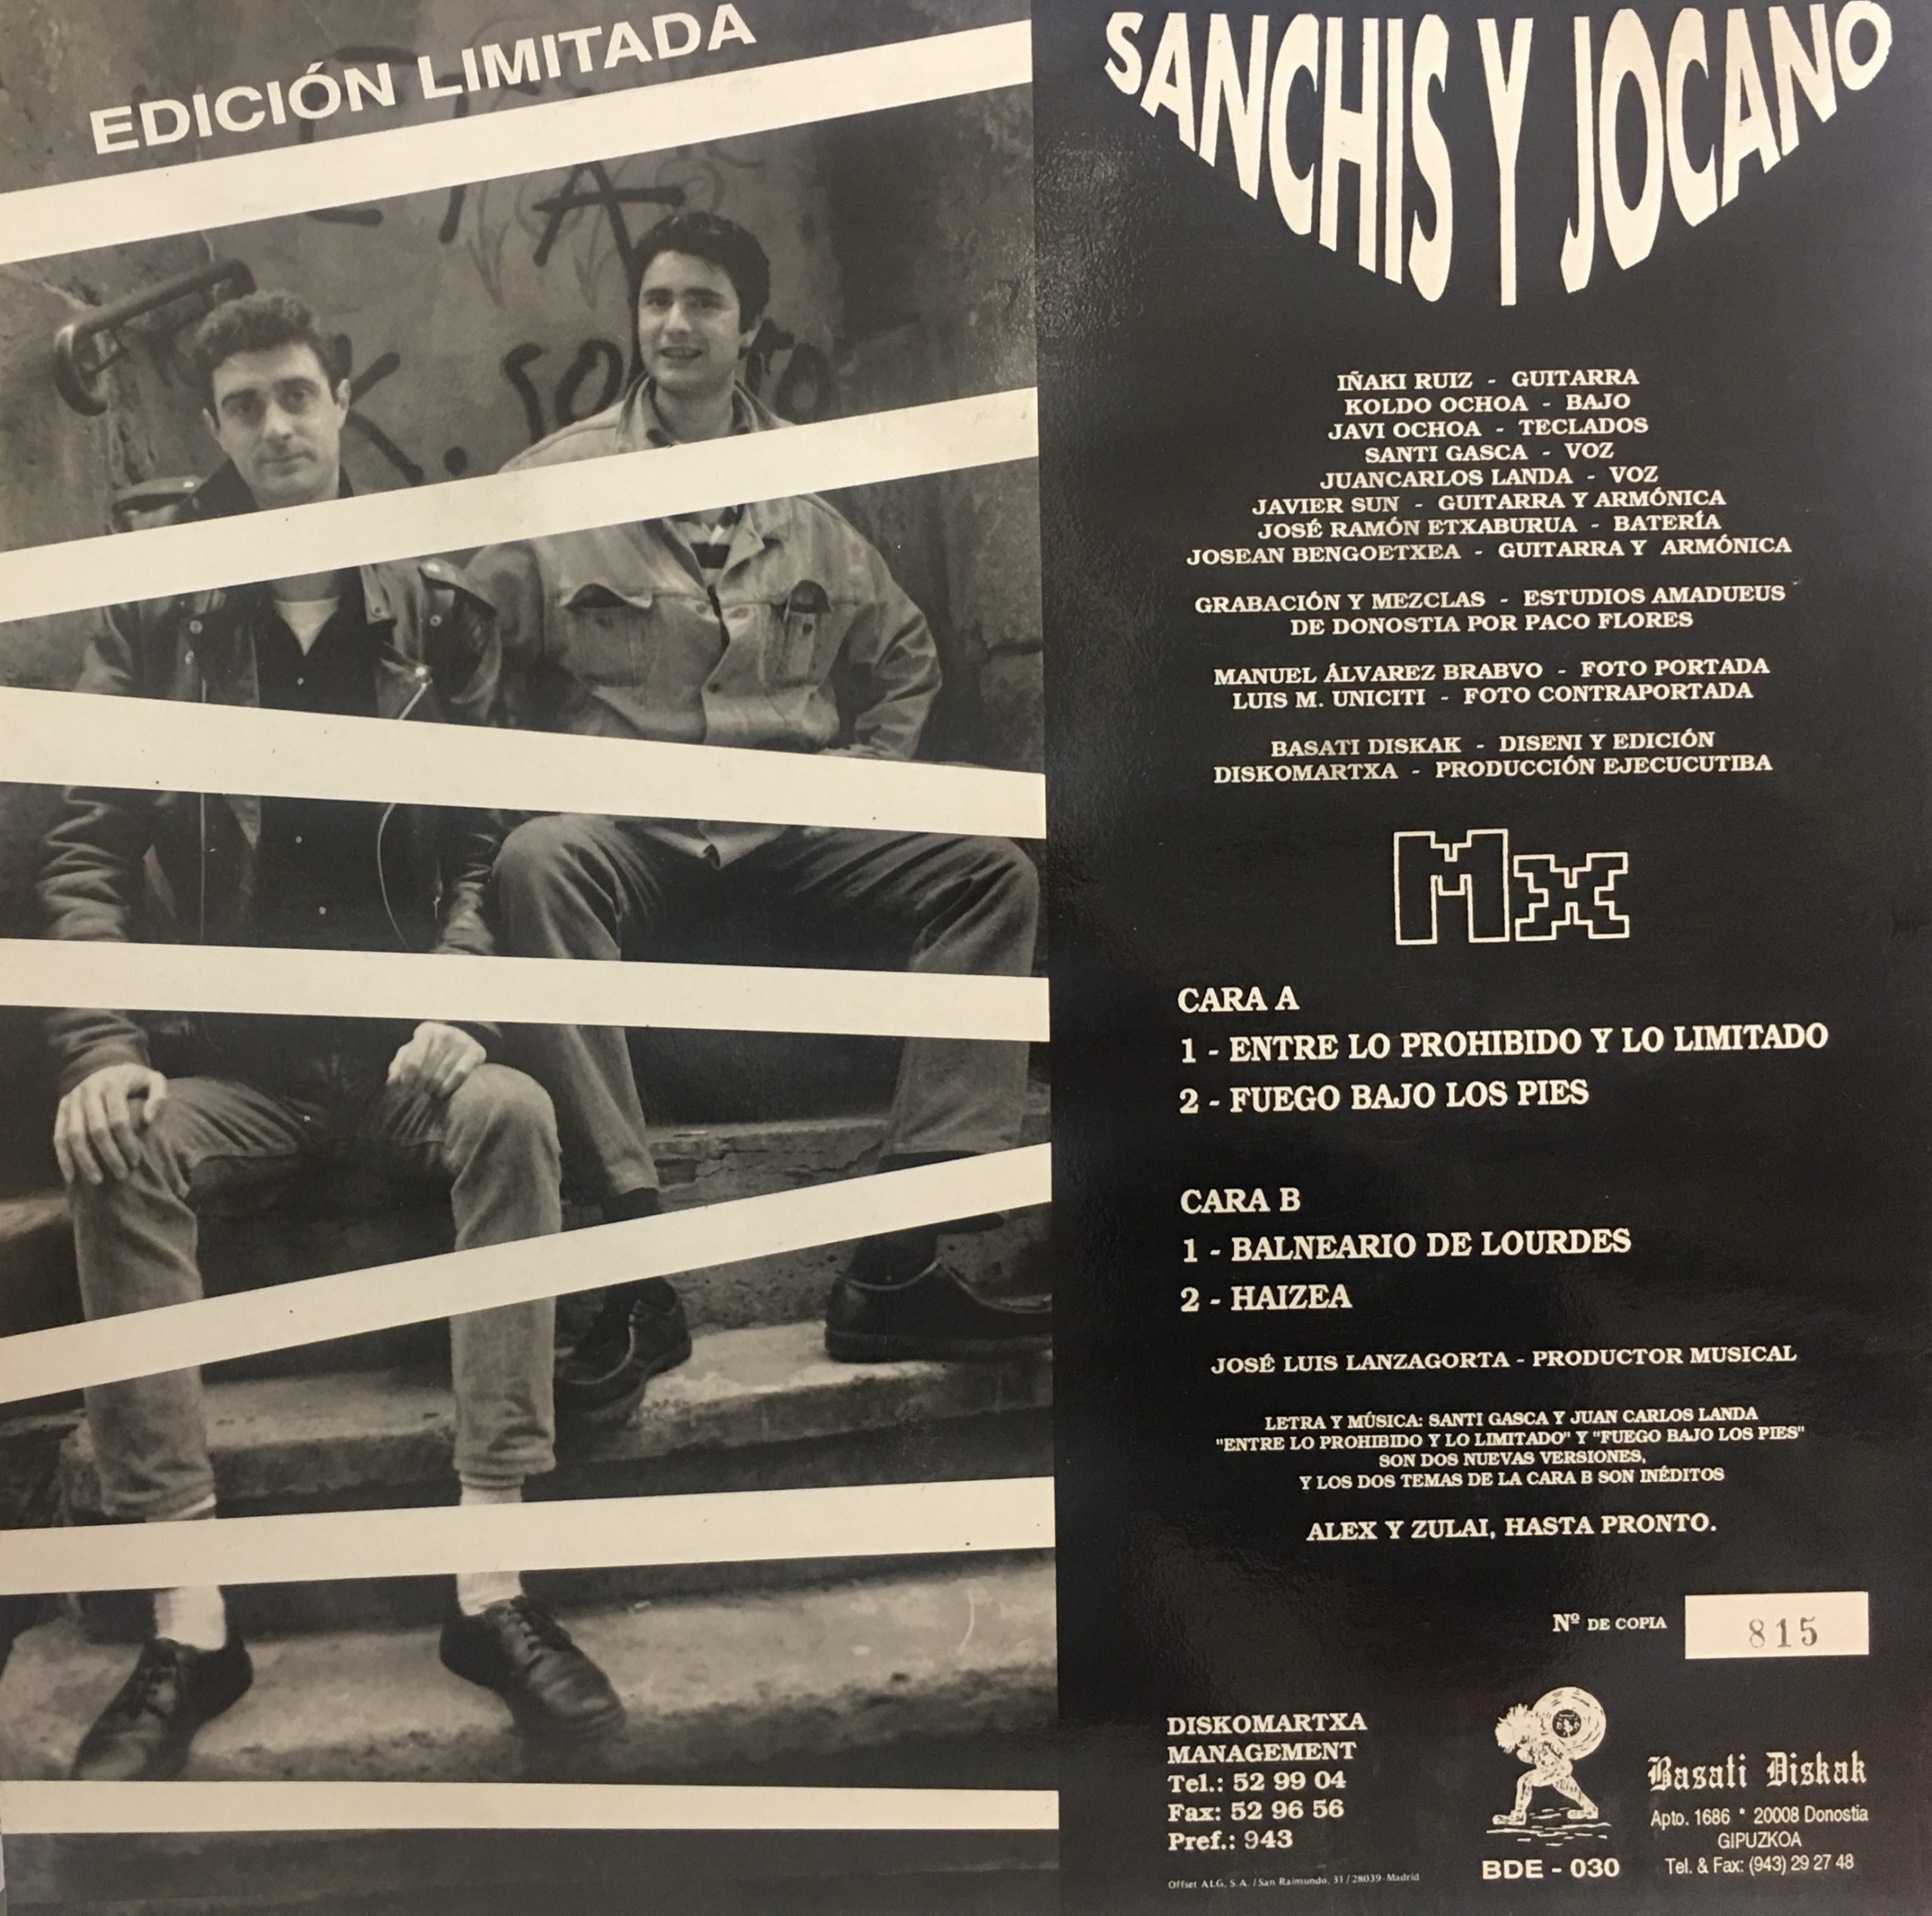 EDICIÓN LIMITADA
ETA
K.
SANCHIS Y JOCANO
IÑAKI RUIZ - GUITARRA
KOLDO OCHOA - BAJO
JAVI OCHOA - TECLADOS
SANTI GASCA - VOZ
JUANCARLOS LANDA - VOZ
JAVIER SUN - GUITARRA Y ARMÓNICA
JOSÉ RAMÓN ETXABURUA - BATERÍA
JOSEAN BENGOETXEA - GUITARRA Y ARMÓNICA
GRABACIÓN Y MEZCLAS - ESTUDIOS AMADUEUS
DE DONOSTIA POR PACO FLORES
MANUEL ÁLVAREZ BRABVO - FOTO PORTADA
LUIS M. UNICITI - FOTO CONTRAPORTADA
BASATI DISKAK - DISENI Y EDICIÓN
DISKOMARTXA - PRODUCCIÓN EJECUCUTIBA
Mx
CARA A
1 - ENTRE LO PROHIBIDO Y LO LIMITADO
2 - FUEGO BAJO LOS PIES
CARA B
1 - BALNEARIO DE LOURDES
2 - HAIZEA
JOSÉ LUIS LANZAGORTA - PRODUCTOR MUSICAL
LETRA Y MÚSICA: SANTI GASCA Y JUAN CARLOS LANDA
"ENTRE LO PROHIBIDO Y LO LIMITADO" Y "FUEGO BAJO LOS PIES"
SON DOS NUEVAS VERSIONES,
Y LOS DOS TEMAS DE LA CARA B SON INÉDITOS
ALEX Y ZULAI, HASTA PRONTO.
Nº DE COPIA 815
DISKOMARTXA
MANAGEMENT
Tel.: 52 99 04
Fax: 52 96 56
Pref.: 943
Offset ALG, S.A. / San Raimundo, 31 / 28039-Madrid
BDE - 030
Basati Diskak
Apto. 1686 * 20008 Donostia
GIPUZKOA
Tel. & Fax: (943) 29 27 48